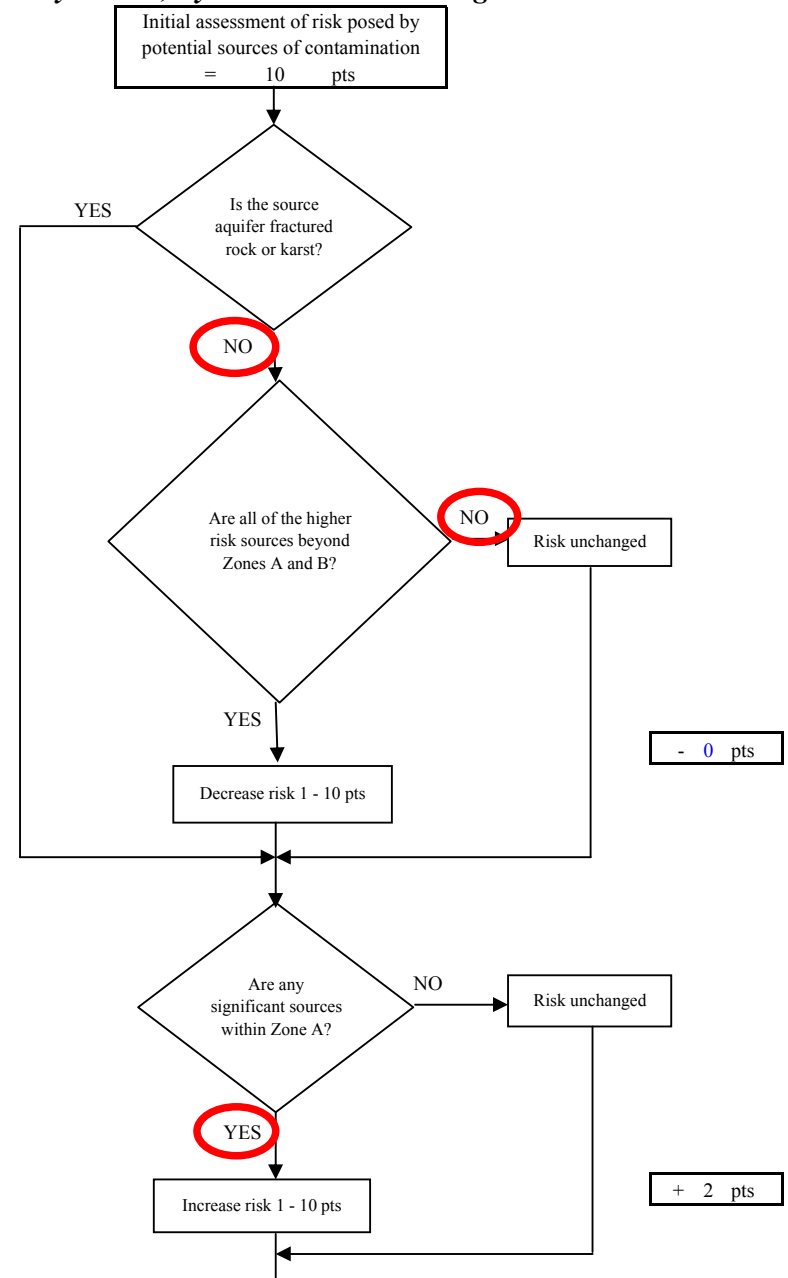 Initial assessment of risk posed by
potential sources of contamination
= 10 pts
YES
Is the source
aquifer fractured
rock or karst?
NO
Are all of the higher
risk sources beyond
Zones A and B?
NO
Risk unchanged
YES
- 0 pts
Decrease risk 1 - 10 pts
Are any
significant sources
within Zone A?
NO
Risk unchanged
YES
Increase risk 1 - 10 pts
+ 2 pts